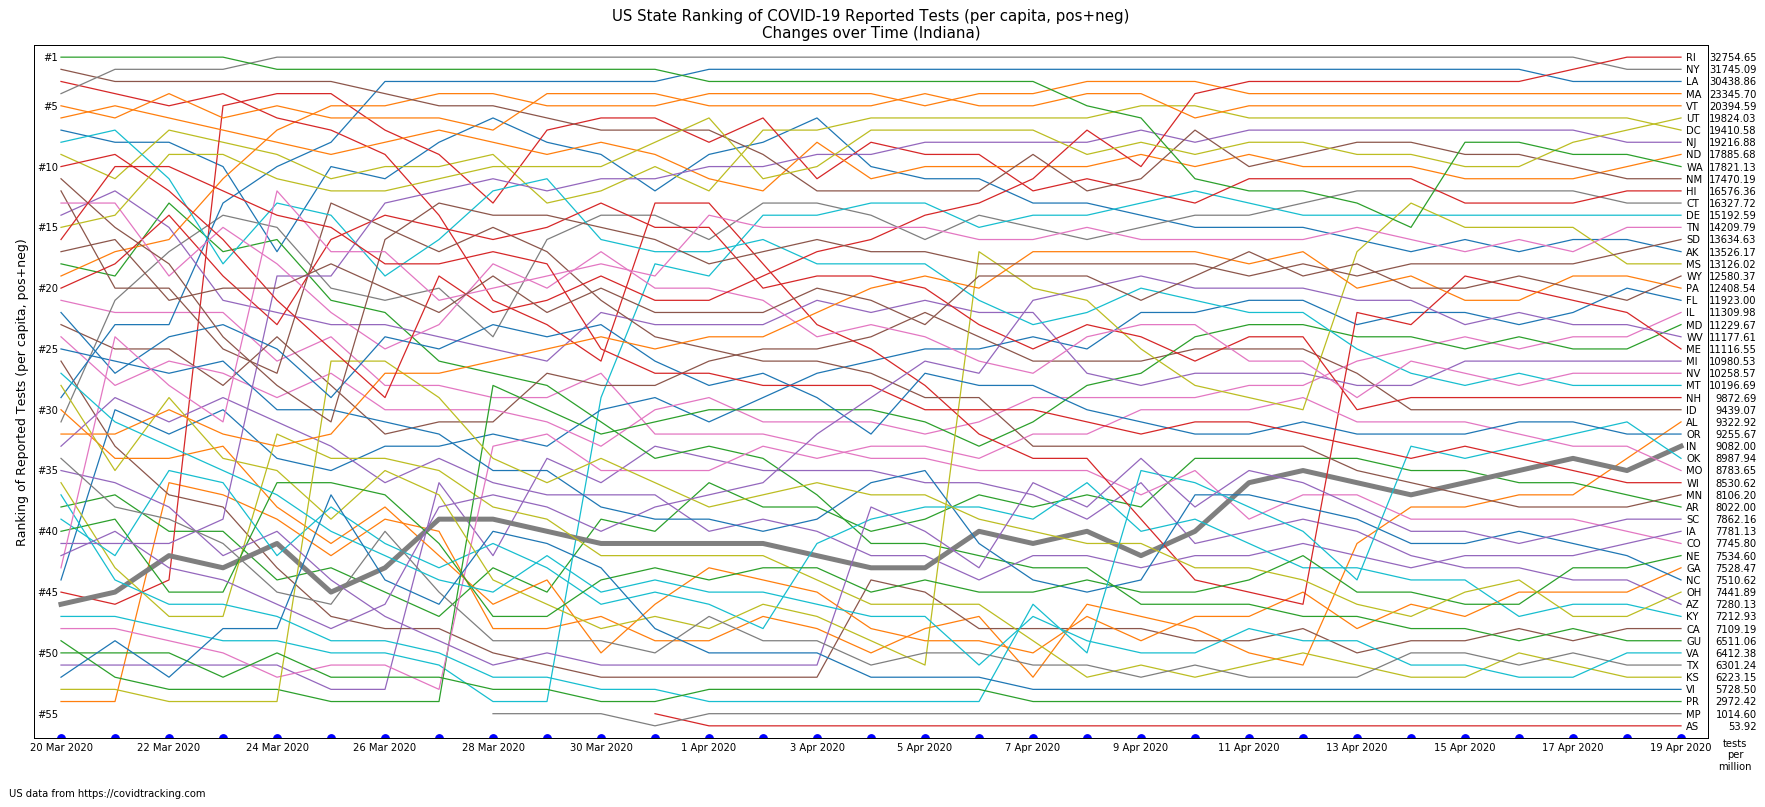 US State Ranking of COVID-19 Reported Tests (per capita, pos+neg)
Changes over Time (Indiana)
Ranking of Reported Tests (per capita, pos+neg)
#1
#5
#10
#15
#20
#25
#30
#35
#40
#45
#50
#55
RI 32754.65
NY 31745.09
LA 30438.86
MA 23345.70
VT 20394.59
UT 19824.03
DC 19410.58
NJ 19216.88
ND 17885.68
WA 17821.13
NM 17470.19
HI 16576.36
CT 16327.72
DE 15192.59
TN 14209.79
SD 13634.63
AK 13526.17
MS 13126.02
WY 12580.37
PA 12408.54
FL 11923.00
IL 11309.98
MD 11229.67
WV 11177.61
ME 11116.55
MI 10980.53
NV 10258.57
MT 10196.69
NH 9872.69
ID 9439.07
AL 9322.92
OR 9255.67
IN 9082.00
OK 8987.94
MO 8783.65
WI 8530.62
MN 8106.20
AR 8022.00
SC 7862.16
IA 7781.13
CO 7745.80
NE 7534.60
GA 7528.47
NC 7510.62
OH 7441.89
AZ 7280.13
KY 7212.93
CA 7109.19
GU 6511.06
VA 6412.38
TX 6301.24
KS 6223.15
VI 5728.50
PR 2972.42
MP 1014.60
AS 53.92
20 Mar 2020 22 Mar 2020 24 Mar 2020 26 Mar 2020 28 Mar 2020 30 Mar 2020 1 Apr 2020 3 Apr 2020 5 Apr 2020 7 Apr 2020 9 Apr 2020 11 Apr 2020 13 Apr 2020 15 Apr 2020 17 Apr 2020 19 Apr 2020
tests
per
million
US data from https://covidtracking.com